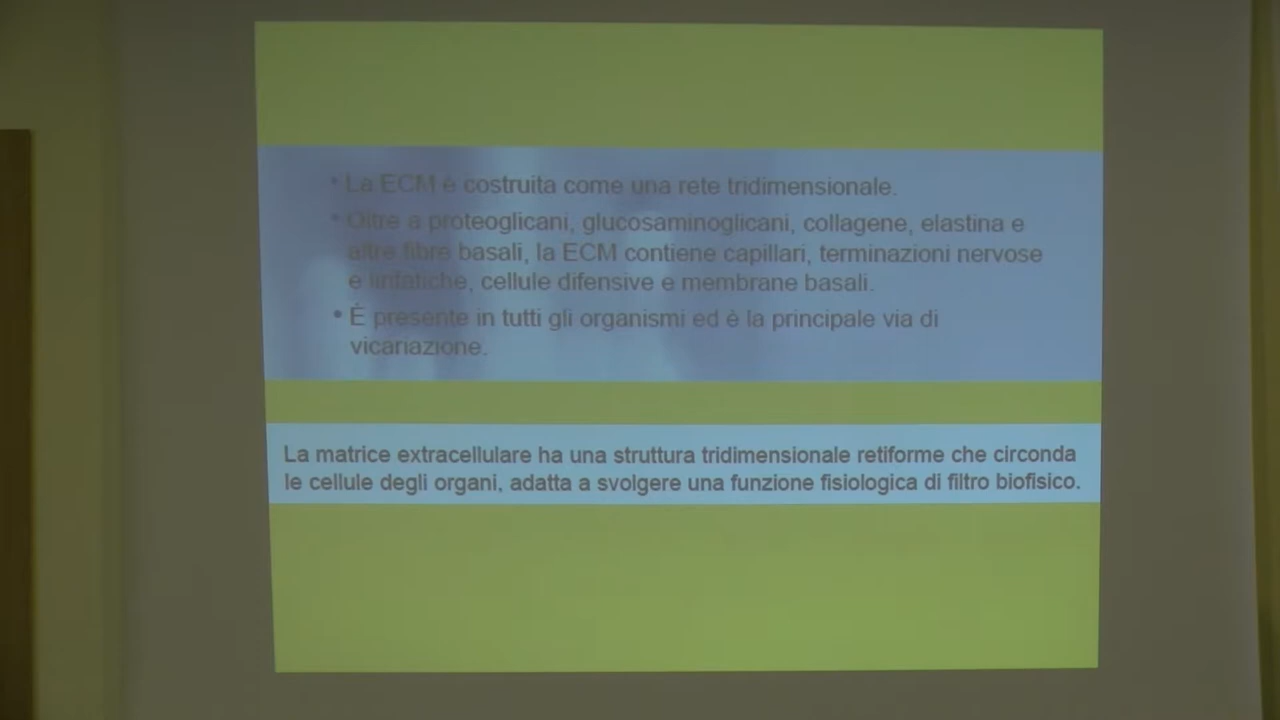 • La ECM è costruita come una rete tridimensionale.
• Oltre a proteoglicani, glucosaminoglicani, collagene, elastina e
altre fibre basali, la ECM contiene capillari, terminazioni nervose
e linfatiche, cellule difensive e membrane basali.
• È presente in tutti gli organismi ed è la principale via di
vicariazione.
La matrice extracellulare ha una struttura tridimensionale retiforme che circonda
le cellule degli organi, adatta a svolgere una funzione fisiologica di filtro biofisico.